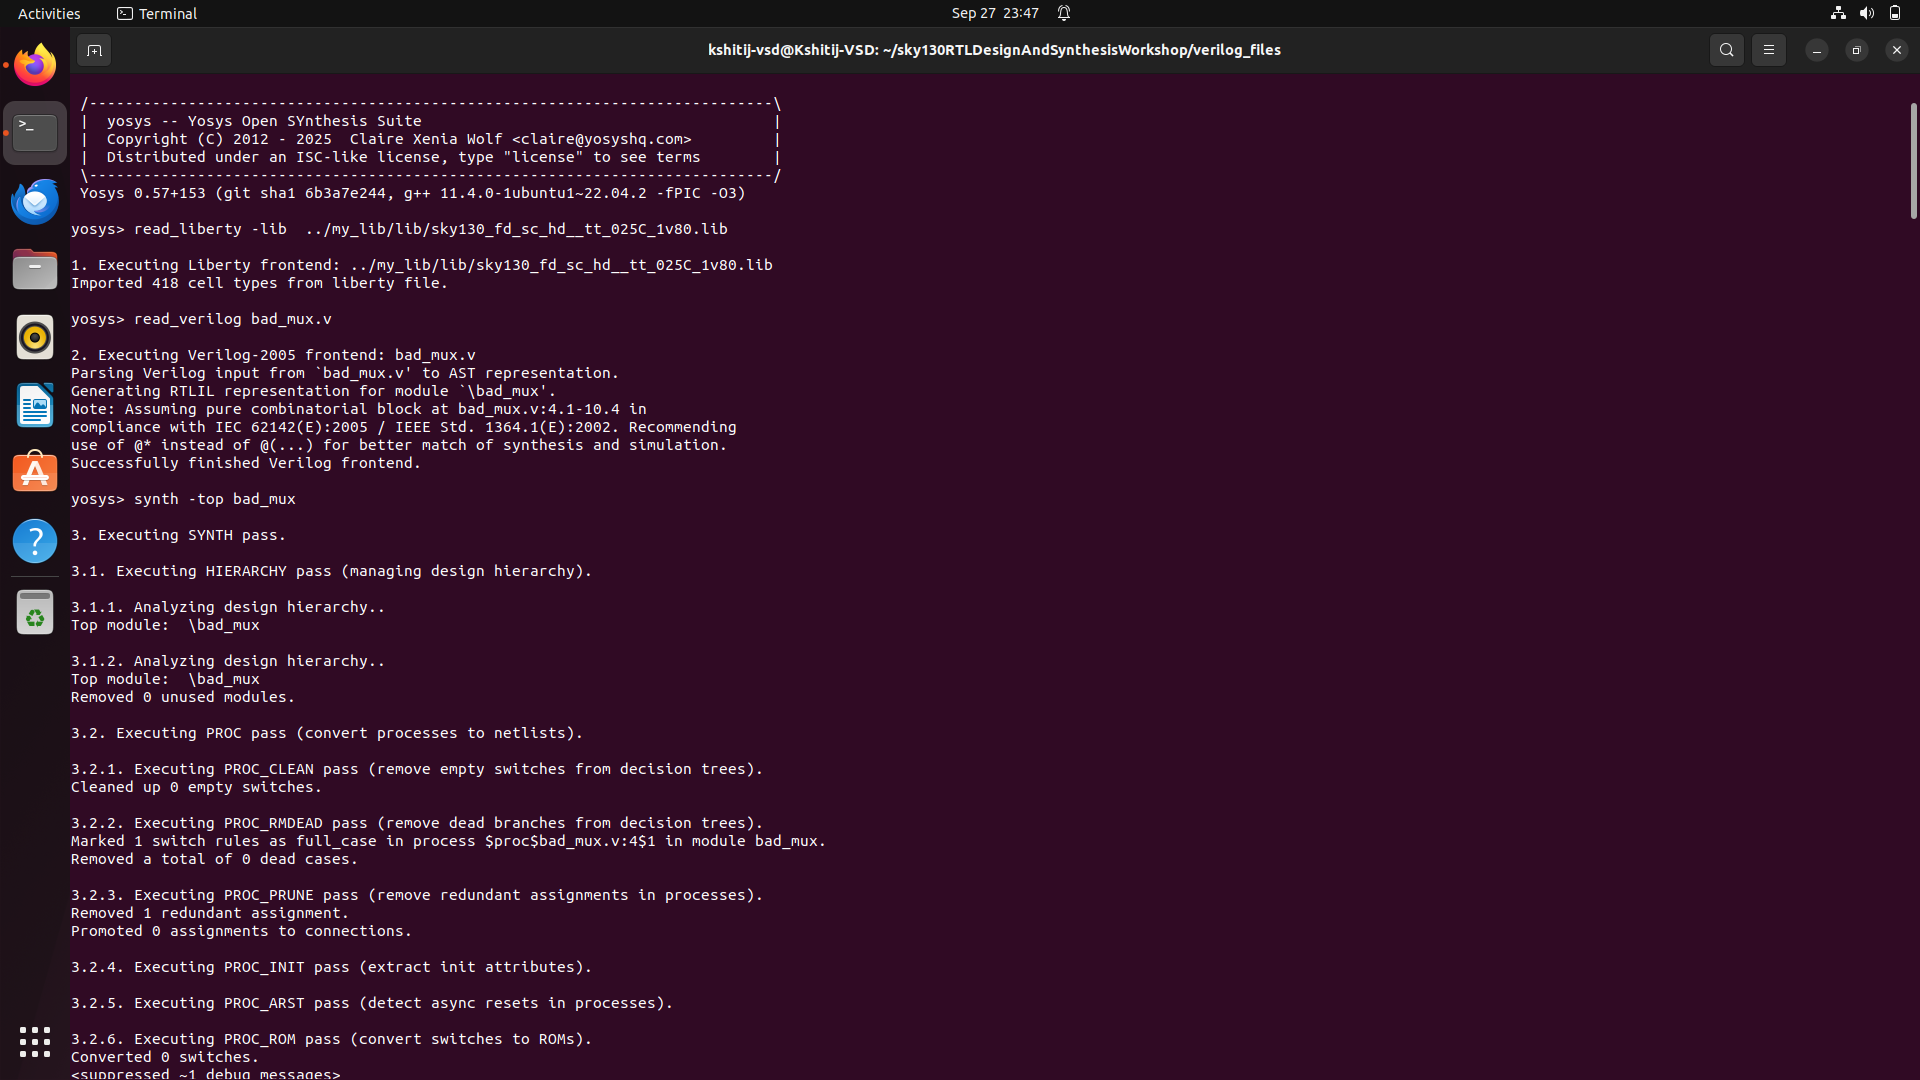 Activities
Terminal
Sep 27 23:47
kshitij-vsd@Kshitij-VSD: ~/sky130RTLDesignAndSynthesisWorkshop/verilog_files
/----------------------------------------------------------------------------\
|  yosys -- Yosys Open SYnthesis Suite                                       |
|  Copyright (C) 2012 - 2025  Claire Xenia Wolf <claire@yosyshq.com>         |
|  Distributed under an ISC-like license, type "license" to see terms        |
\----------------------------------------------------------------------------/
Yosys 0.57+153 (git sha1 6b3a7e244, g++ 11.4.0-1ubuntu1~22.04.2 -fPIC -O3)
yosys> read_liberty -lib  ../my_lib/lib/sky130_fd_sc_hd__tt_025C_1v80.lib
1. Executing Liberty frontend: ../my_lib/lib/sky130_fd_sc_hd__tt_025C_1v80.lib
Imported 418 cell types from liberty file.
yosys> read_verilog bad_mux.v
2. Executing Verilog-2005 frontend: bad_mux.v
Parsing Verilog input from `bad_mux.v' to AST representation.
Generating RTLIL representation for module `\bad_mux'.
Note: Assuming pure combinatorial block at bad_mux.v:4.1-10.4 in
compliance with IEC 62142(E):2005 / IEEE Std. 1364.1(E):2002. Recommending
use of @* instead of @(...) for better match of synthesis and simulation.
Successfully finished Verilog frontend.
yosys> synth -top bad_mux
3. Executing SYNTH pass.
3.1. Executing HIERARCHY pass (managing design hierarchy).
3.1.1. Analyzing design hierarchy..
Top module:  \bad_mux
3.1.2. Analyzing design hierarchy..
Top module:  \bad_mux
Removed 0 unused modules.
3.2. Executing PROC pass (convert processes to netlists).
3.2.1. Executing PROC_CLEAN pass (remove empty switches from decision trees).
Cleaned up 0 empty switches.
3.2.2. Executing PROC_RMDEAD pass (remove dead branches from decision trees).
Marked 1 switch rules as full_case in process $proc$bad_mux.v:4$1 in module bad_mux.
Removed a total of 0 dead cases.
3.2.3. Executing PROC_PRUNE pass (remove redundant assignments in processes).
Removed 1 redundant assignment.
Promoted 0 assignments to connections.
3.2.4. Executing PROC_INIT pass (extract init attributes).
3.2.5. Executing PROC_ARST pass (detect async resets in processes).
3.2.6. Executing PROC_ROM pass (convert switches to ROMs).
Converted 0 switches.
<suppressed ~1 debug messages>